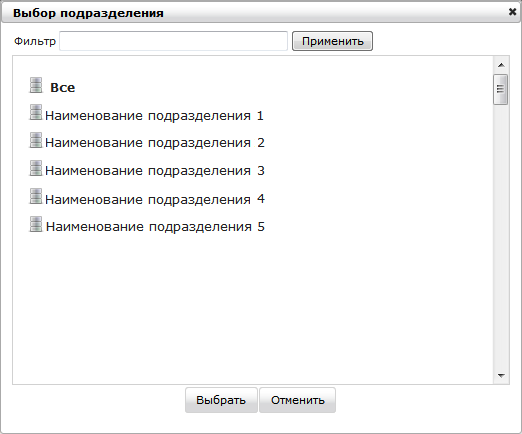 Выбор подразделения
Фильтр Применить
Все
Наименование подразделения 1
Наименование подразделения 2
Наименование подразделения 3
Наименование подразделения 4
Наименование подразделения 5
Выбрать Отменить